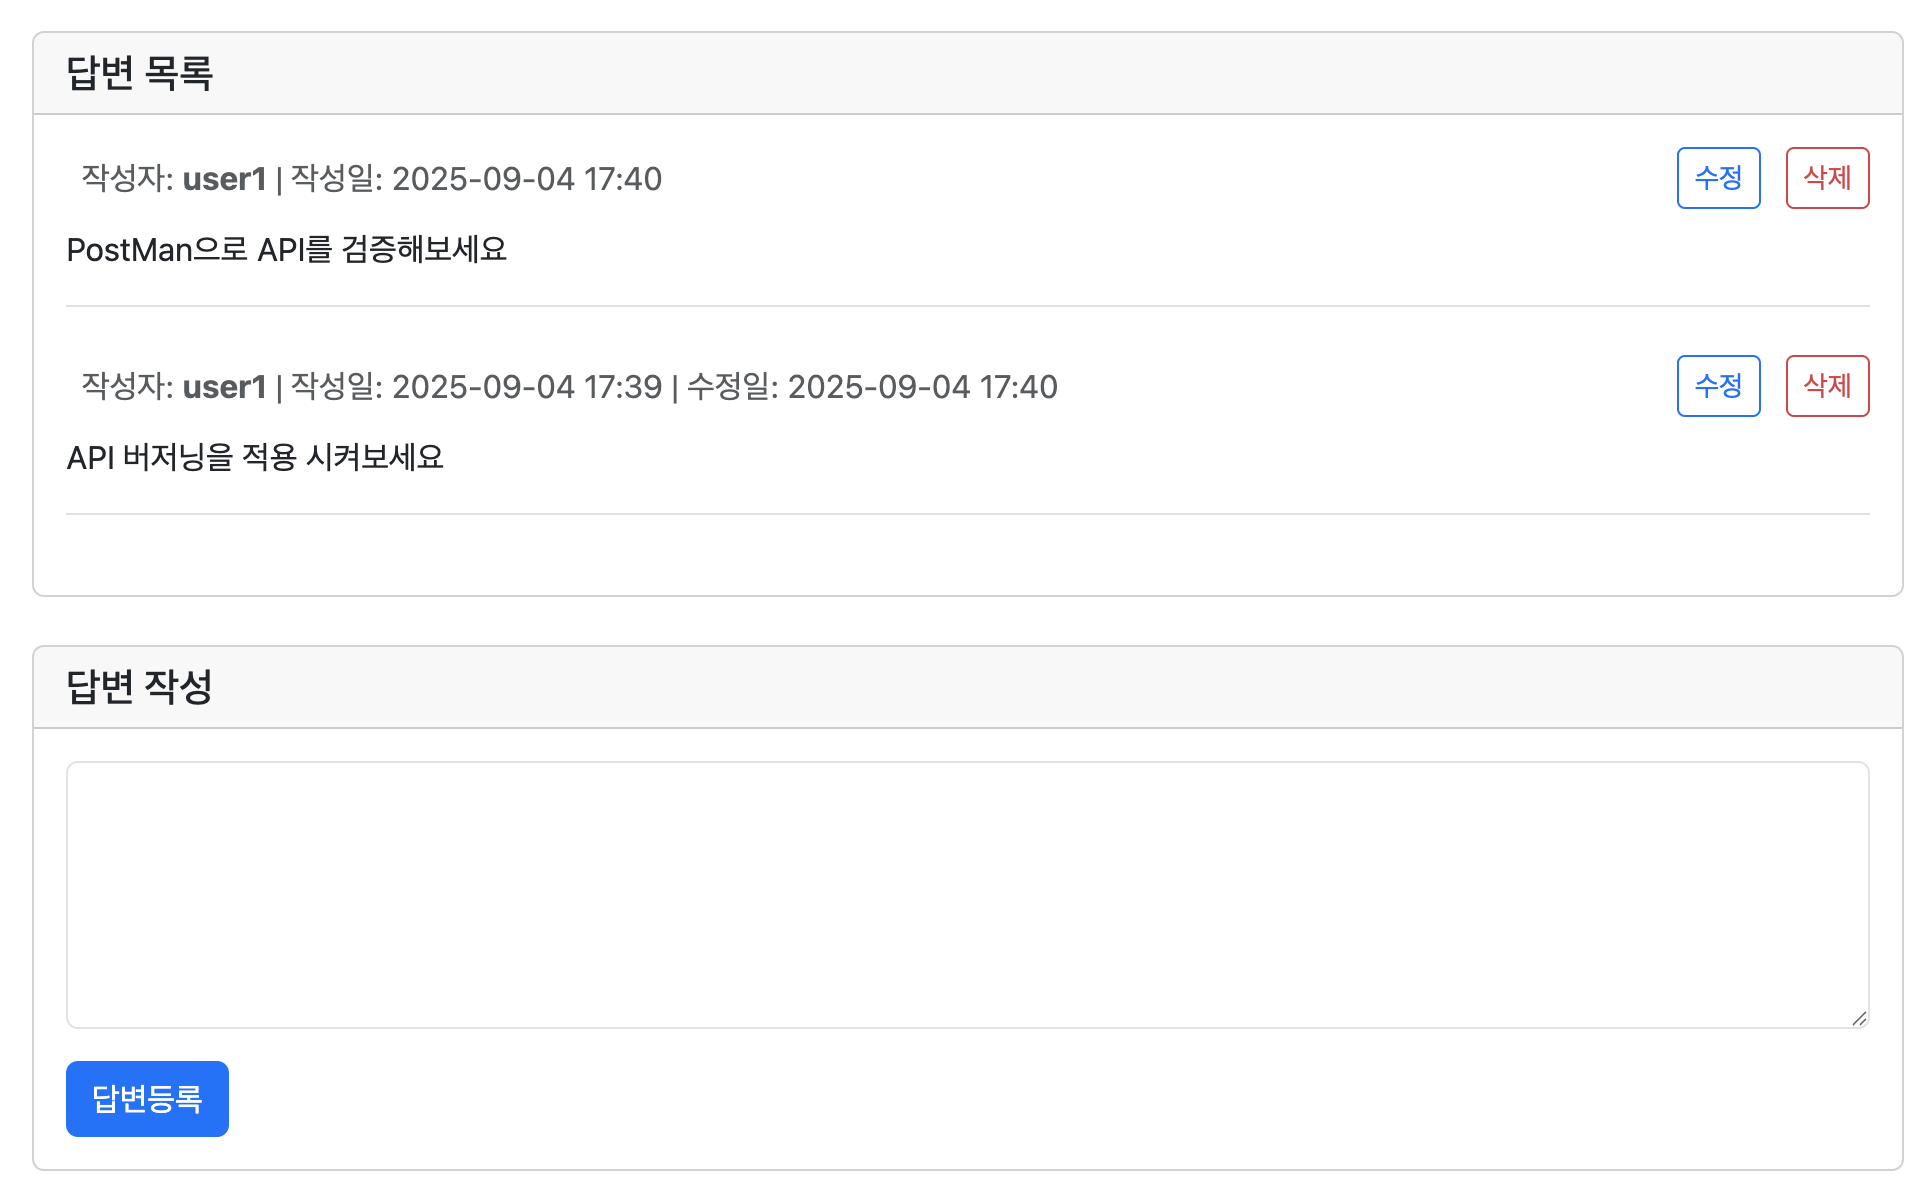 답변 목록
작성자: user1 | 작성일: 2025-09-04 17:40
수정
삭제
PostMan으로 API를 검증해보세요
작성자: user1 | 작성일: 2025-09-04 17:39 | 수정일: 2025-09-04 17:40
수정
삭제
API 버저닝을 적용 시켜보세요
답변 작성
답변등록